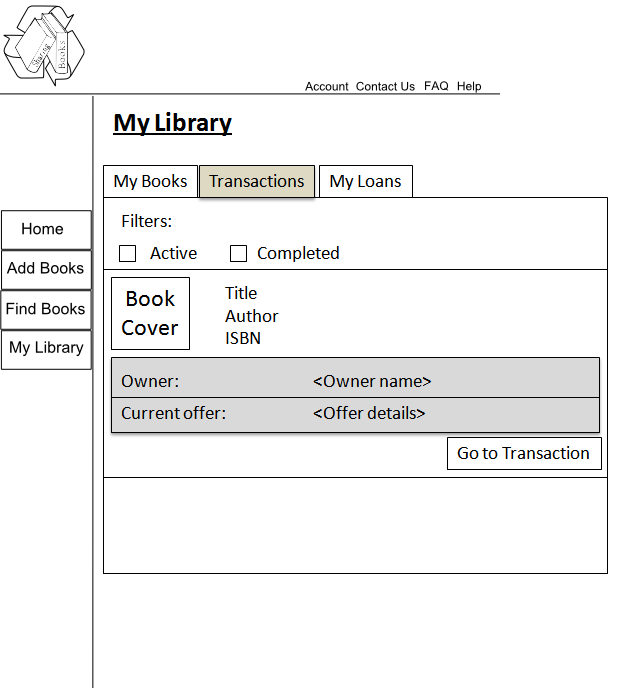 Sharing
Books
Account Contact Us FAQ Help
My Library
My Books Transactions My Loans
Filters:
Active Completed
Home
Add Books
Find Books
My Library
Book
Cover
Title
Author
ISBN
Owner: <Owner name>
Current offer: <Offer details>
Go to Transaction